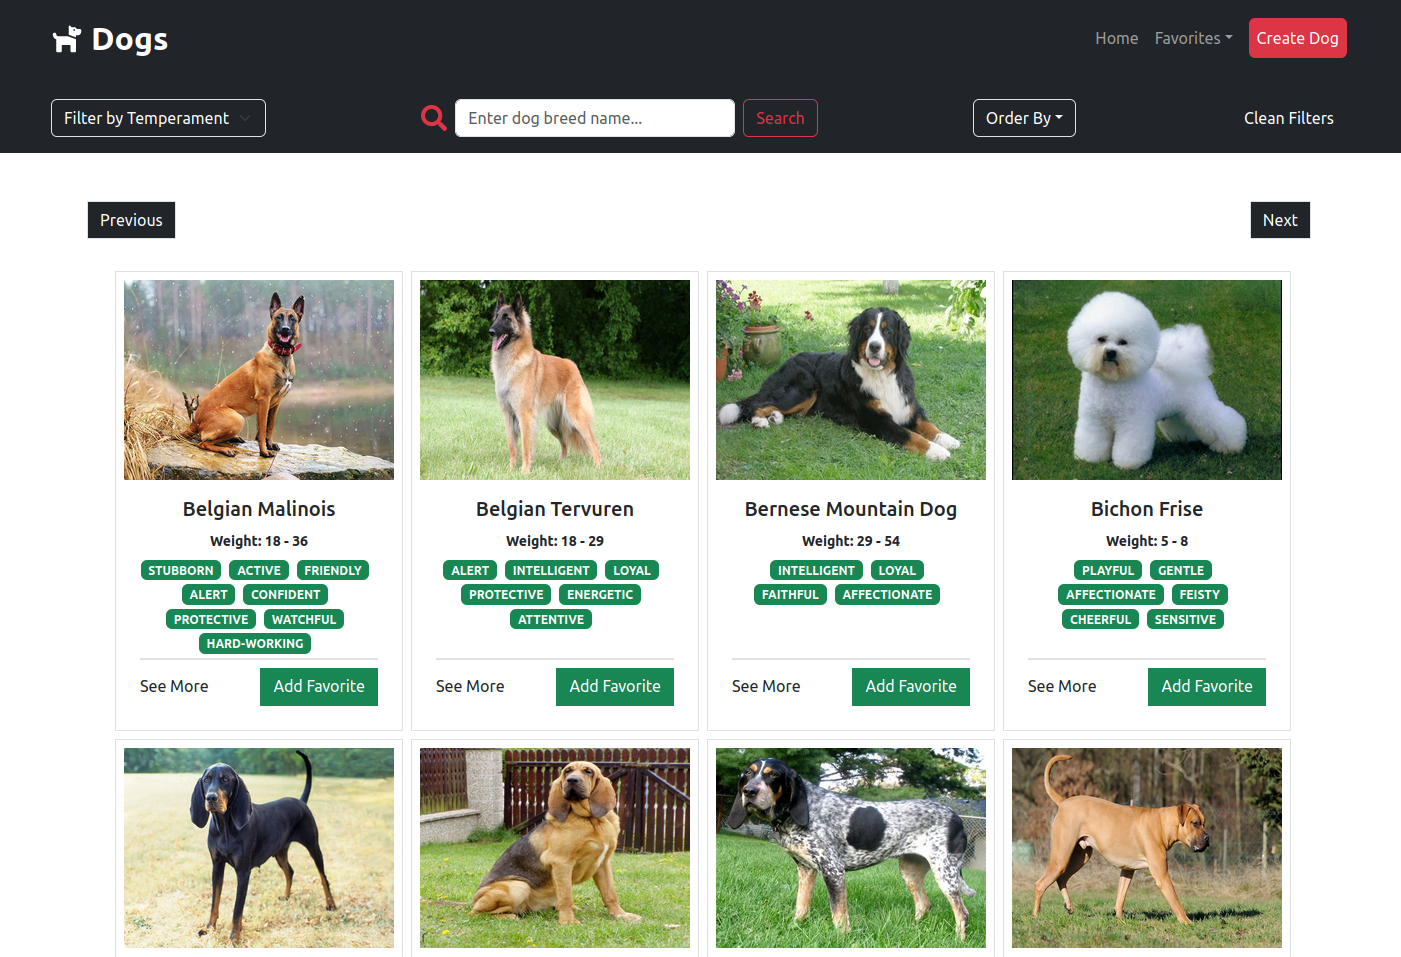 Dogs
Home Favorites Create Dog
Filter by Temperament Enter dog breed name... Search Order By Clean Filters
Previous Next
Belgian Malinois
Weight: 18 - 36
STUBBORN ACTIVE FRIENDLY
ALERT CONFIDENT
PROTECTIVE WATCHFUL
HARD-WORKING
See More Add Favorite
Belgian Tervuren
Weight: 18 - 29
ALERT INTELLIGENT LOYAL
PROTECTIVE ENERGETIC
ATTENTIVE
See More Add Favorite
Bernese Mountain Dog
Weight: 29 - 54
INTELLIGENT LOYAL
FAITHFUL AFFECTIONATE
See More Add Favorite
Bichon Frise
Weight: 5 - 8
PLAYFUL GENTLE
AFFECTIONATE FEISTY
CHEERFUL SENSITIVE
See More Add Favorite